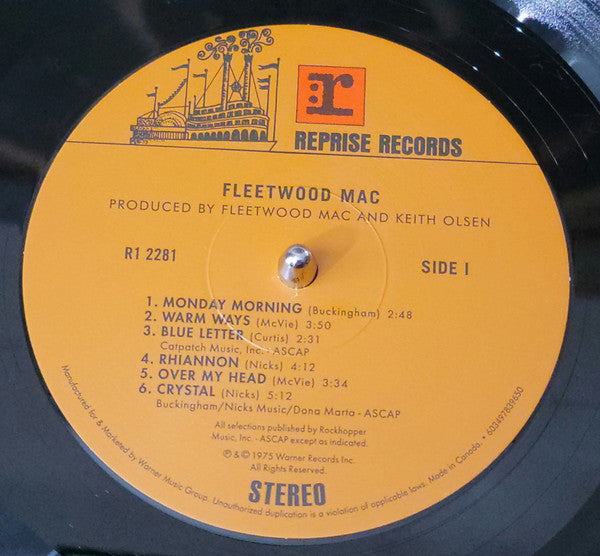 r
REPRISE RECORDS
FLEETWOOD MAC
PRODUCED BY FLEETWOOD MAC AND KEITH OLSEN
R1 2281
SIDE I
1. MONDAY MORNING (Buckingham) 2:48
2. WARM WAYS (McVie) 3:50
3. BLUE LETTER (Curtis) 2:31
Catpatch Music, Inc. - ASCAP
4. RHIANNON (Nicks) 4:12
5. OVER MY HEAD (McVie) 3:34
6. CRYSTAL (Nicks) 5:12
Buckingham/Nicks Music/Dona Marta - ASCAP
All selections published by Rockhopper
Music, Inc. - ASCAP except as indicated.
℗ & © 1975 Warner Records Inc.
All Rights Reserved.
STEREO
Manufactured for & Marketed by Warner Music Group. Unauthorized duplication is a violation of applicable laws. Made in Canada. • 603497839650